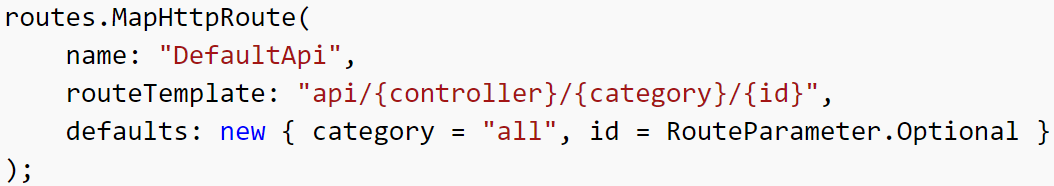 routes.MapHttpRoute(
    name: "DefaultApi",
    routeTemplate: "api/{controller}/{category}/{id}",
    defaults: new { category = "all", id = RouteParameter.Optional }
);